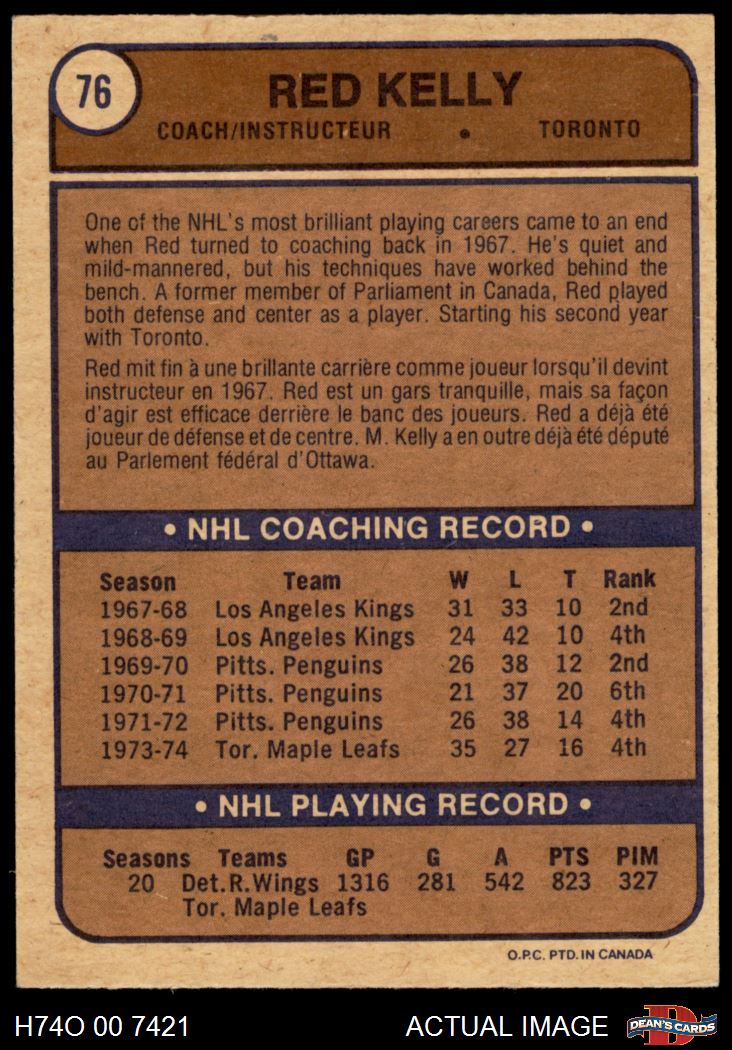 76
RED KELLY
COACH/INSTRUCTEUR • TORONTO
One of the NHL's most brilliant playing careers came to an end
when Red turned to coaching back in 1967. He's quiet and
mild-mannered, but his techniques have worked behind the
bench. A former member of Parliament in Canada, Red played
both defense and center as a player. Starting his second year
with Toronto.
Red mit fin à une brillante carrière comme joueur lorsqu'il devint
instructeur en 1967. Red est un gars tranquille, mais sa façon
d'agir est efficace derrière le banc des joueurs. Red a déjà été
joueur de défense et de centre. M. Kelly a en outre déjà été député
au Parlement fédéral d'Ottawa.
• NHL COACHING RECORD •
Season Team W L T Rank
1967-68 Los Angeles Kings 31 33 10 2nd
1968-69 Los Angeles Kings 24 42 10 4th
1969-70 Pitts. Penguins 26 38 12 2nd
1970-71 Pitts. Penguins 21 37 20 6th
1971-72 Pitts. Penguins 26 38 14 4th
1973-74 Tor. Maple Leafs 35 27 16 4th
• NHL PLAYING RECORD •
Seasons Teams GP G A PTS PIM
20 Det.R.Wings 1316 281 542 823 327
Tor. Maple Leafs
O.P.C. PTD. IN CANADA
H74O 00 7421 ACTUAL IMAGE D DEAN'S CARDS